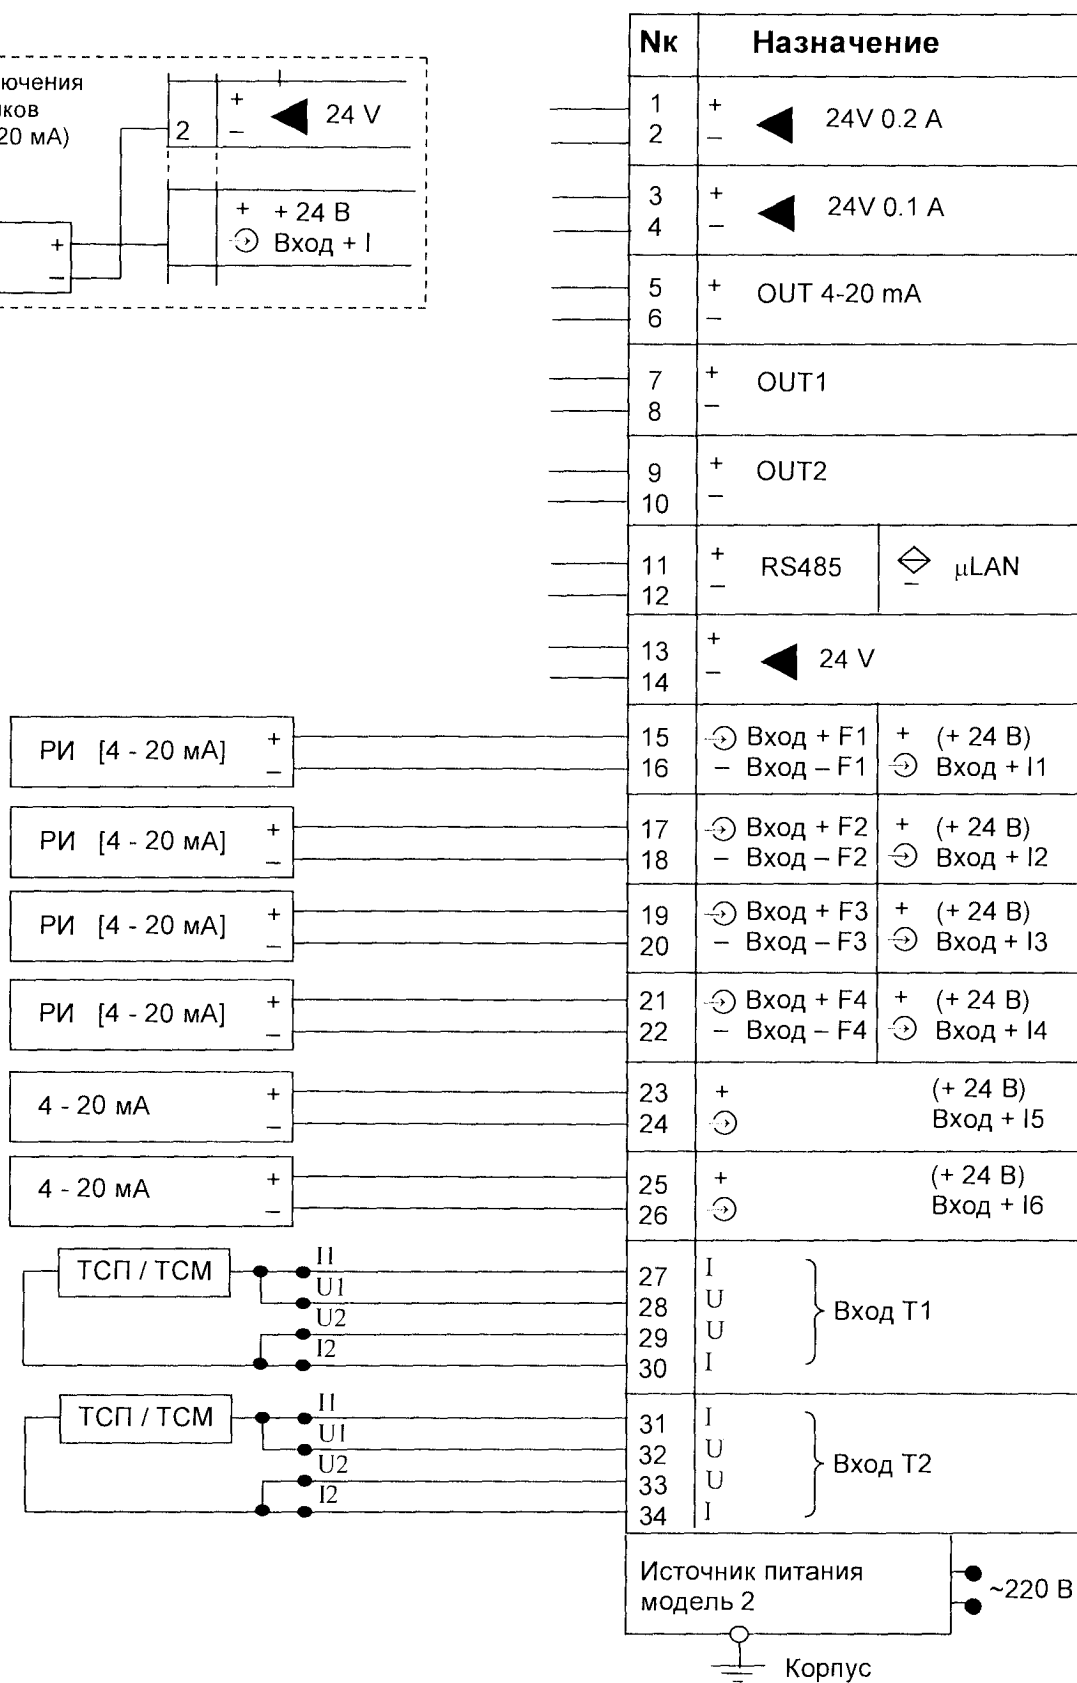 Nк Назначение
20 мА)
2 + − 24 V
+ + 24 В
Вход + I
+
−
1 + 24V 0.2 A
2 −
3 + 24V 0.1 A
4 −
5 + OUT 4-20 mA
6 −
7 + OUT1
8 −
9 + OUT2
10 −
11 + RS485 μLAN
12 − −
13 + 24 V
14 −
РИ [4 - 20 мА] + 15 Вход + F1 + (+ 24 В)
− 16 − Вход – F1 Вход + I1
РИ [4 - 20 мА] + 17 Вход + F2 + (+ 24 В)
− 18 − Вход – F2 Вход + I2
РИ [4 - 20 мА] + 19 Вход + F3 + (+ 24 В)
− 20 − Вход – F3 Вход + I3
РИ [4 - 20 мА] + 21 Вход + F4 + (+ 24 В)
− 22 − Вход – F4 Вход + I4
4 - 20 мА + 23 + (+ 24 В)
− 24 Вход + I5
4 - 20 мА + 25 + (+ 24 В)
− 26 Вход + I6
ТСП / ТСМ I1 27 I
U1 28 U Вход Т1
U2 29 U
I2 30 I
ТСП / ТСМ I1 31 I
U1 32 U Вход Т2
U2 33 U
I2 34 I
Источник питания
модель 2
~220 В
Корпус